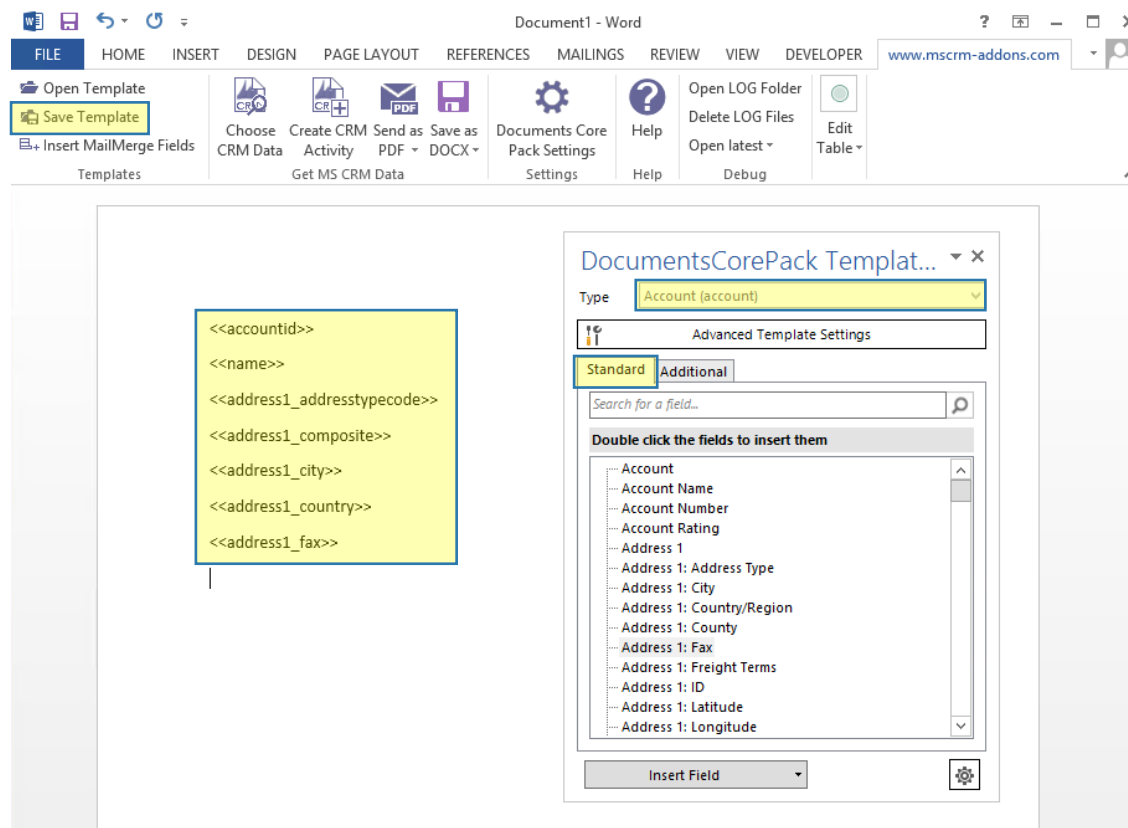 Document1 - Word
?
FILE HOME INSERT DESIGN PAGE LAYOUT REFERENCES MAILINGS REVIEW VIEW DEVELOPER www.mscrm-addons.com
Open Template
Save Template
Insert MailMerge Fields
Templates
CRM
Choose
CRM Data
CR
Create CRM
Activity
PDF
Send as
PDF
Save as
DOCX
Get MS CRM Data
Documents Core
Pack Settings
Settings
?
Help
Help
Open LOG Folder
Delete LOG Files
Open latest
Debug
Edit
Table
DocumentsCorePack Templat...
Type Account (account)
Advanced Template Settings
Standard Additional
Search for a field...
Double click the fields to insert them
Account
Account Name
Account Number
Account Rating
Address 1
Address 1: Address Type
Address 1: City
Address 1: Country/Region
Address 1: County
Address 1: Fax
Address 1: Freight Terms
Address 1: ID
Address 1: Latitude
Address 1: Longitude
Insert Field
<<accountid>>
<<name>>
<<address1_addresstypecode>>
<<address1_composite>>
<<address1_city>>
<<address1_country>>
<<address1_fax>>